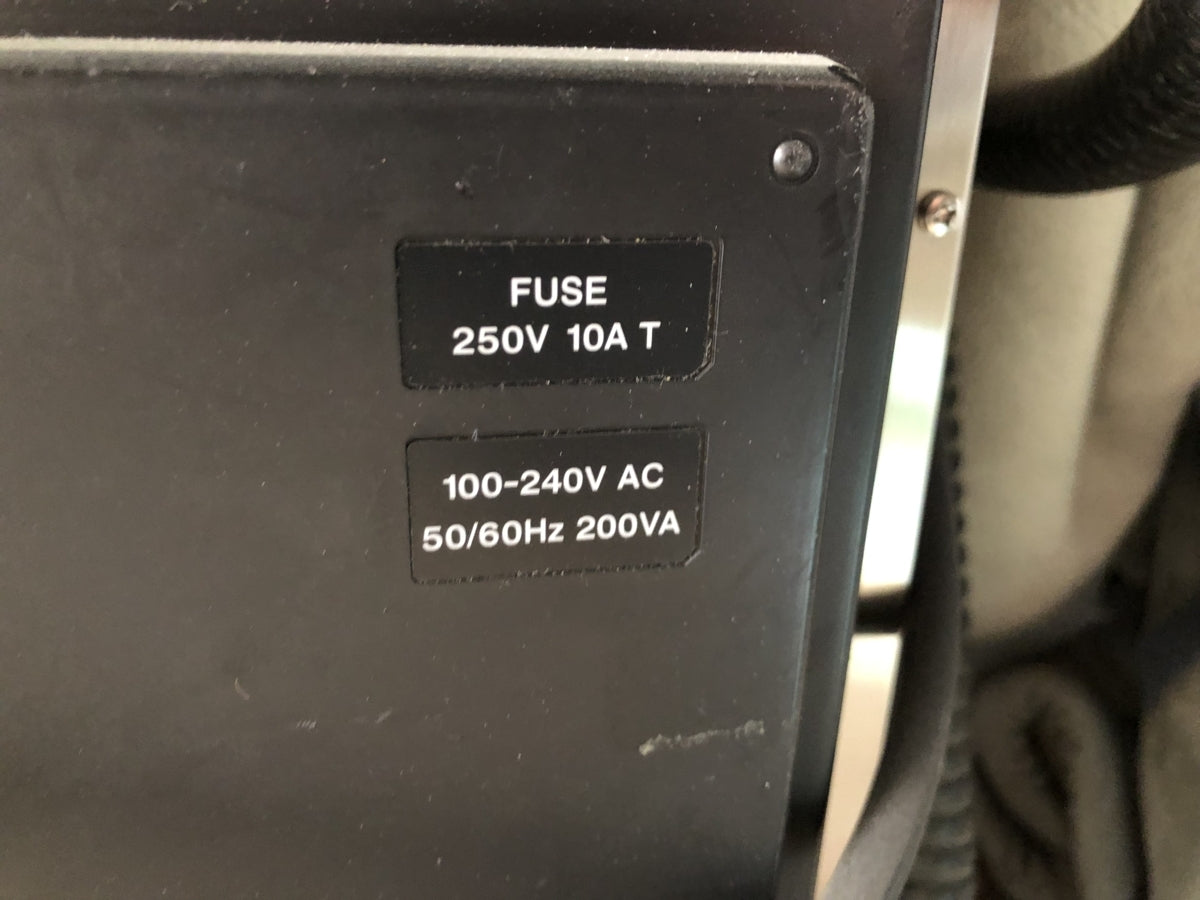 FUSE
250V 10A T
100-240V AC
50/60Hz 200VA